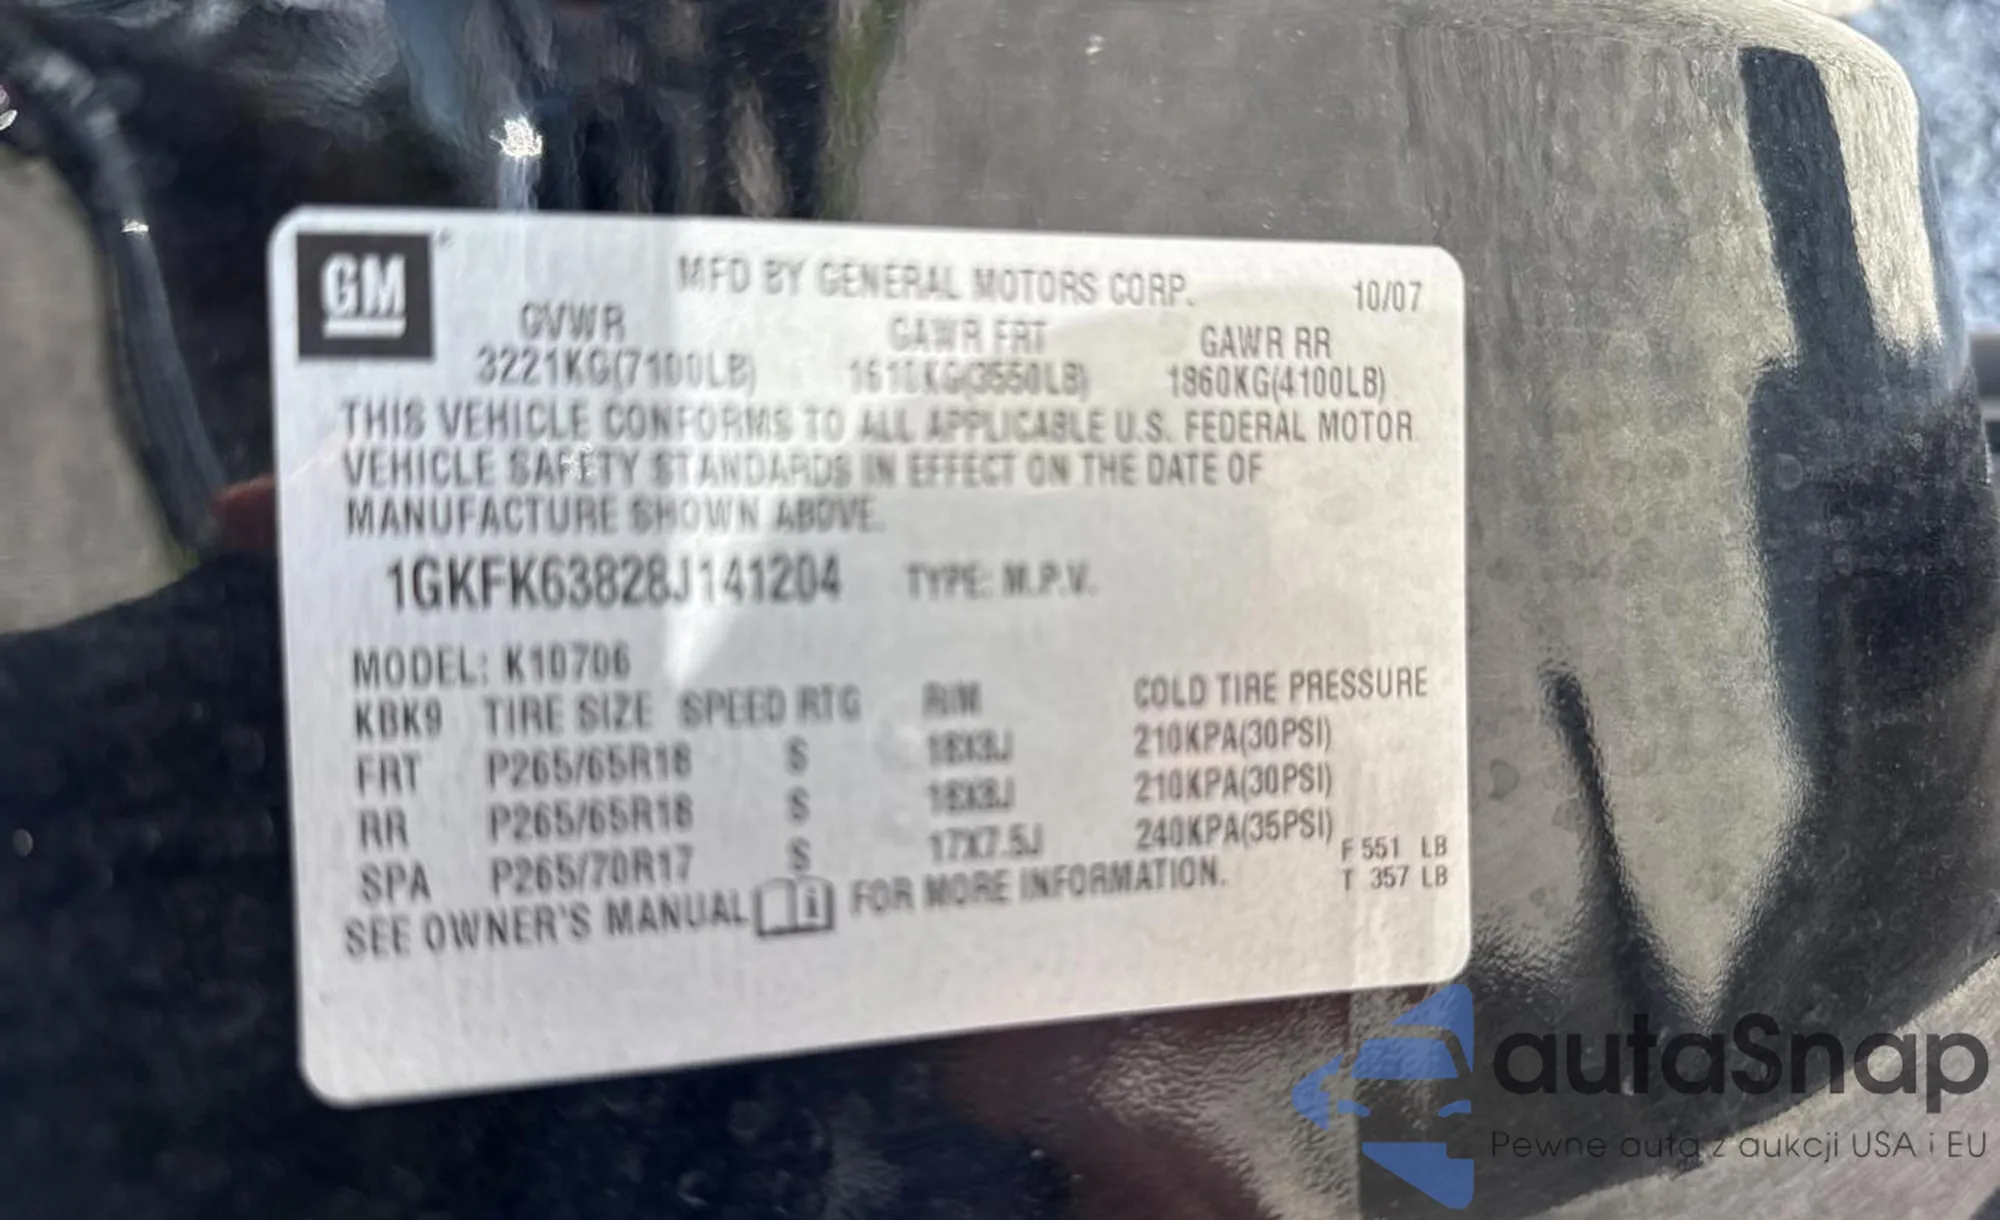 GM
MFD BY GENERAL MOTORS CORP. 10/07
GVWR GAWR FRT GAWR RR
3221KG(7100LB) 1610KG(3550LB) 1860KG(4100LB)
THIS VEHICLE CONFORMS TO ALL APPLICABLE U.S. FEDERAL MOTOR
VEHICLE SAFETY STANDARDS IN EFFECT ON THE DATE OF
MANUFACTURE SHOWN ABOVE.
1GKFK63828J141204 TYPE: M.P.V.
MODEL: K10706
KBK9 TIRE SIZE SPEED RTG RIM COLD TIRE PRESSURE
FRT P265/65R18 S 18X8J 210KPA(30PSI)
RR P265/65R18 S 18X8J 210KPA(30PSI)
SPA P265/70R17 S 17X7.5J 240KPA(35PSI)
SEE OWNER'S MANUAL FOR MORE INFORMATION.
F 551 LB
T 357 LB
autaSnap
Pewne auta z aukcji USA i EU